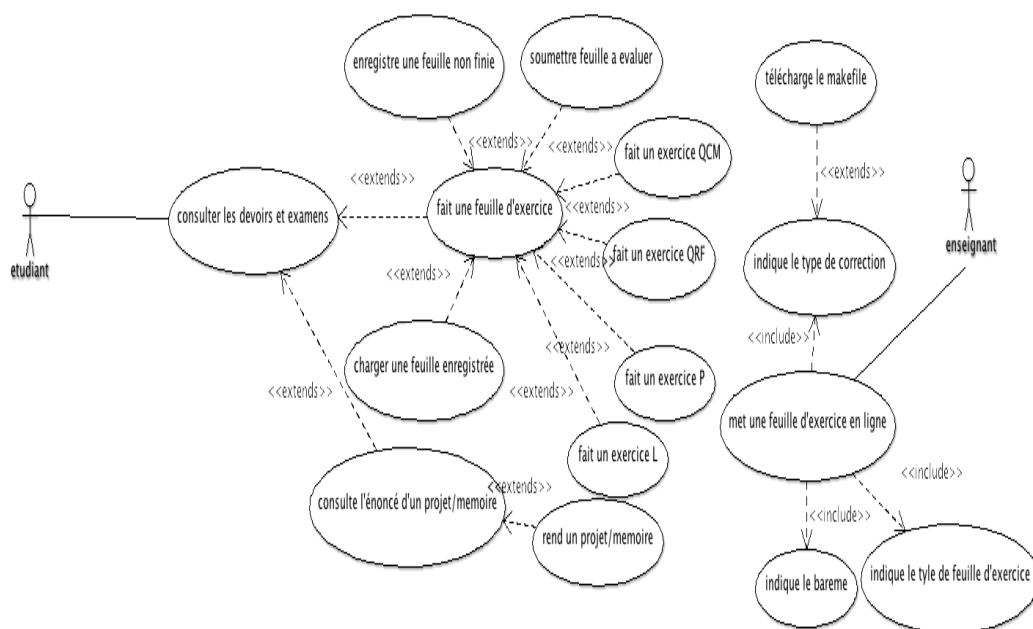 enregistre une feuille non finie
soumettre feuille a evaluer
télécharge le makefile
<<extends>>
<<extends>>
fait un exercice QCM
<<extends>>
<<extends>>
<<extends>>
consulter les devoirs et examens
fait une feuille d'exercice
etudiant
enseignant
<<extends>>
fait un exercice QRF
<<extends>>
indique le type de correction
<<include>>
<<extends>>
charger une feuille enregistrée
fait un exercice P
<<extends>>
<<extends>>
met une feuille d'exercice en ligne
fait un exercice L
<<include>>
<<extends>>
consulte l'énoncé d'un projet/memoire
rend un projet/memoire
<<include>>
indique le bareme
indique le tyle de feuille d'exercice